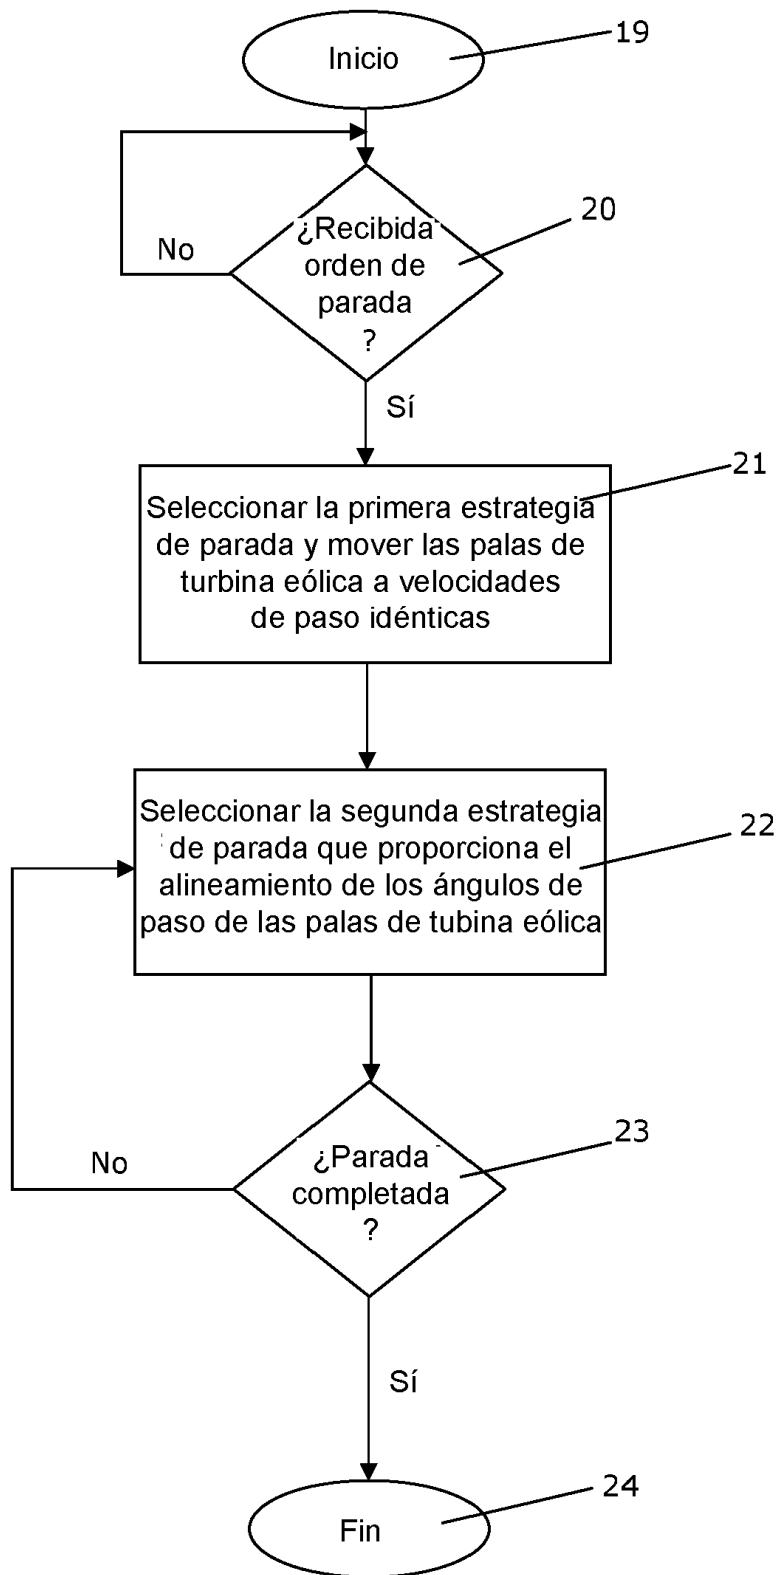 Inicio
19
¿Recibida
orden de
parada
?
20
No
Sí
21
Seleccionar la primera estrategia
de parada y mover las palas de
turbina eólica a velocidades
de paso idénticas
Seleccionar la segunda estrategia
de parada que proporciona el
alineamiento de los ángulos de
paso de las palas de tubina eólica
22
¿Parada
completada
?
23
No
Sí
24
Fin